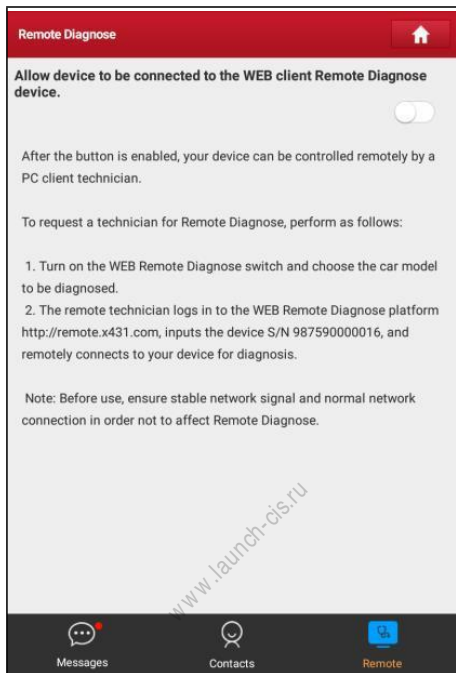 Remote Diagnose
Allow device to be connected to the WEB client Remote Diagnose
device.
After the button is enabled, your device can be controlled remotely by a
PC client technician.
To request a technician for Remote Diagnose, perform as follows:
1. Turn on the WEB Remote Diagnose switch and choose the car model
to be diagnosed.
2. The remote technician logs in to the WEB Remote Diagnose platform
http://remote.x431.com, inputs the device S/N 987590000016, and
remotely connects to your device for diagnosis.
Note: Before use, ensure stable network signal and normal network
connection in order not to affect Remote Diagnose.
www.launch-cis.ru
Messages
Contacts
Remote